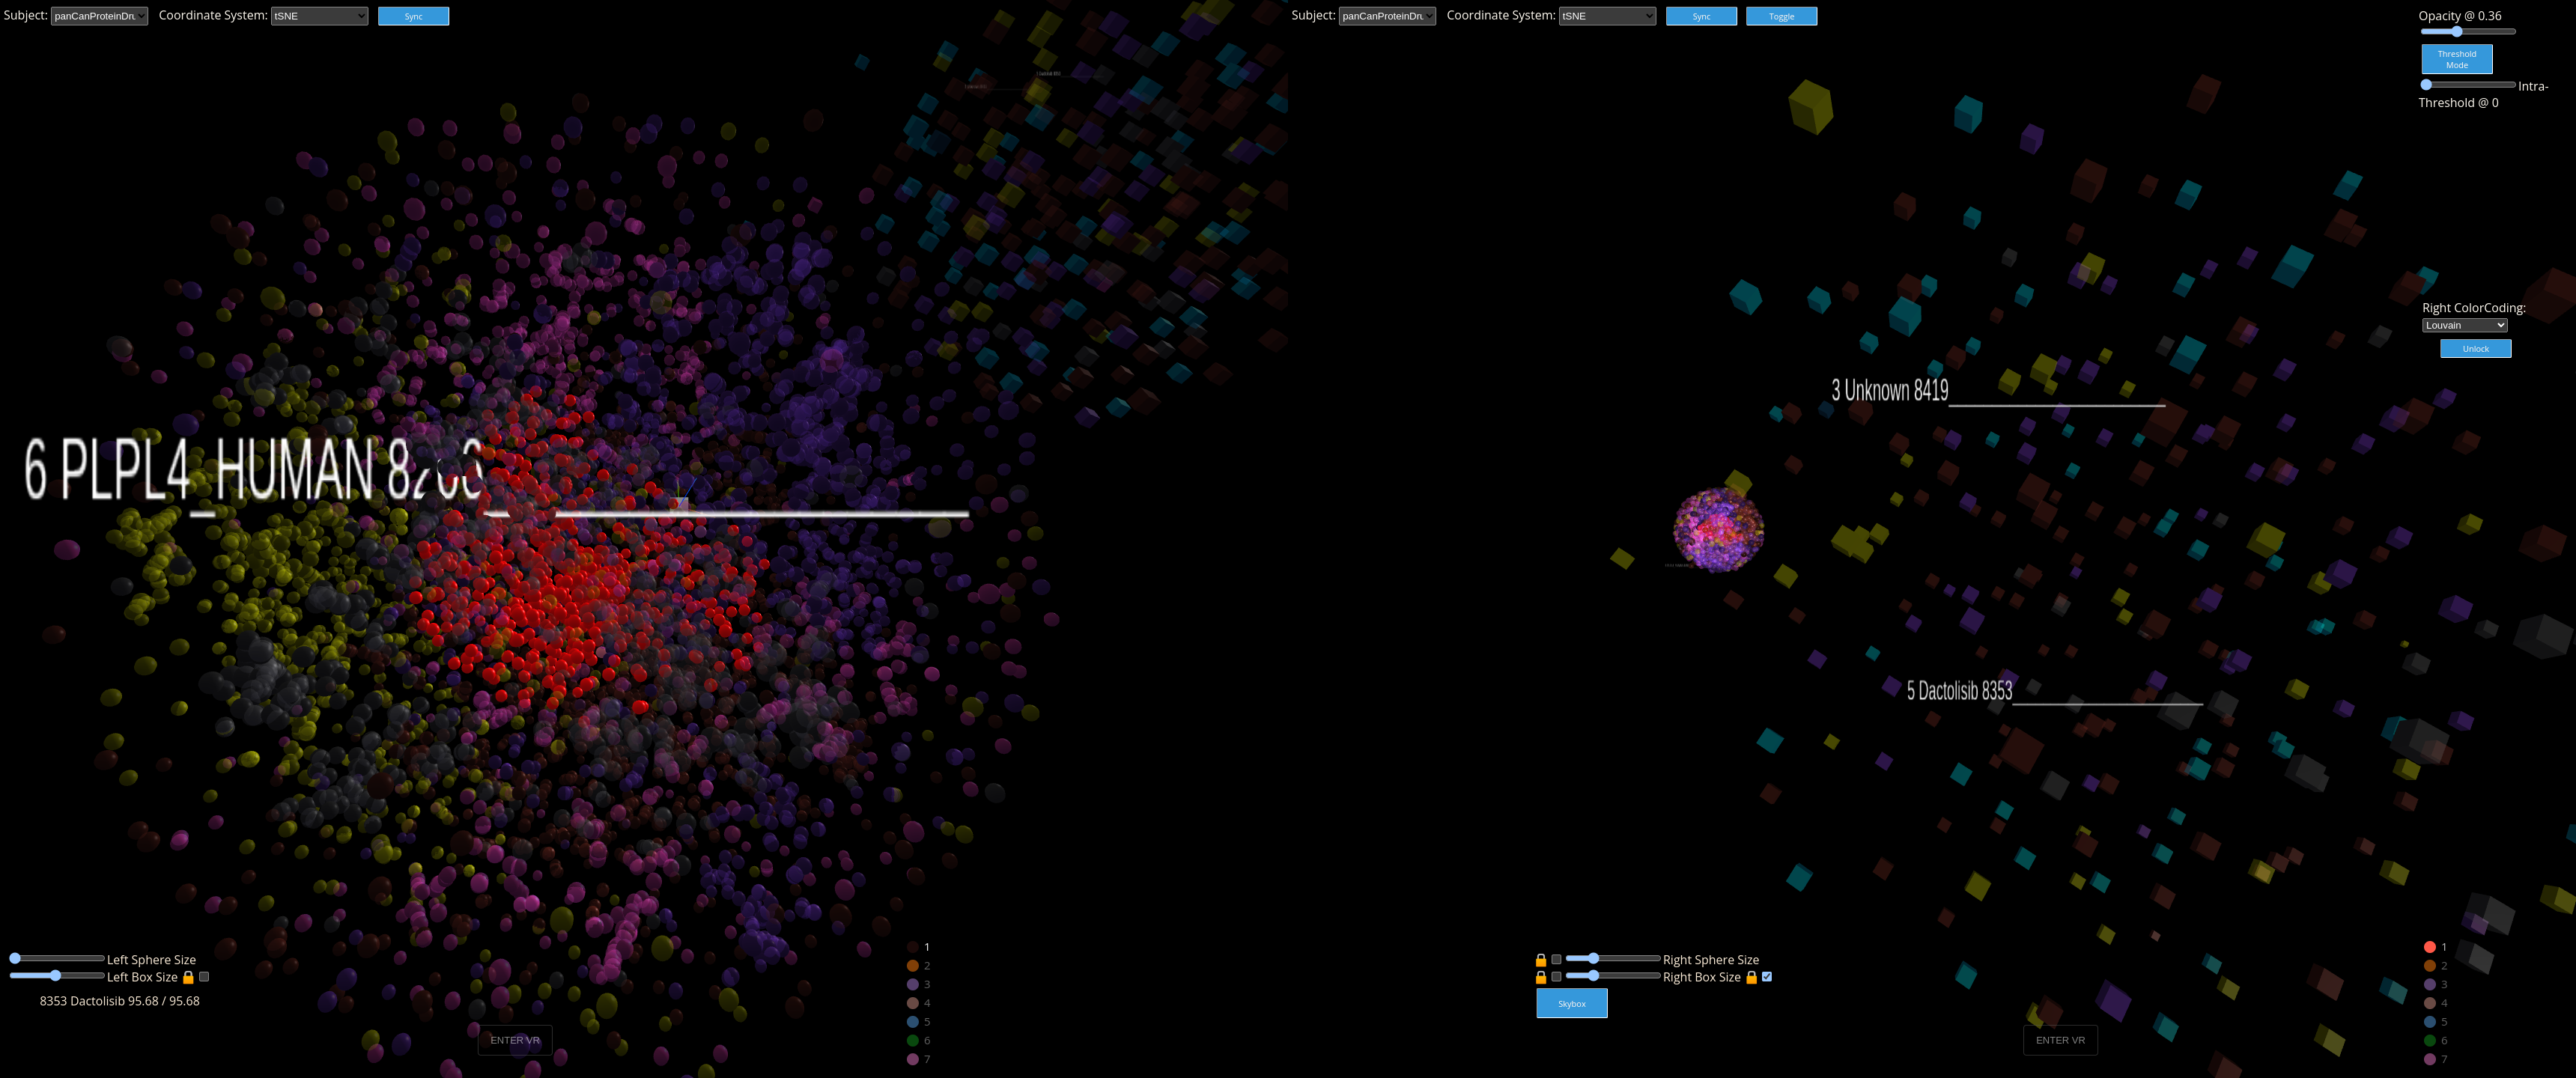 Subject: panCanProteinDru Coordinate System: tSNE Sync
6 PLPL4_HUMAN
Left Sphere Size
Left Box Size
8353 Dactolisib 95.68 / 95.68
ENTER VR
1
2
3
4
5
6
7
Subject: panCanProteinDru Coordinate System: tSNE Sync Toggle
Opacity @ 0.36
Threshold
Mode
Intra-
Threshold @ 0
Right ColorCoding:
Louvain
Unlock
3 Unknown 8419
5 Dactolisib 8353
Right Sphere Size
Right Box Size
Skybox
ENTER VR
1
2
3
4
5
6
7